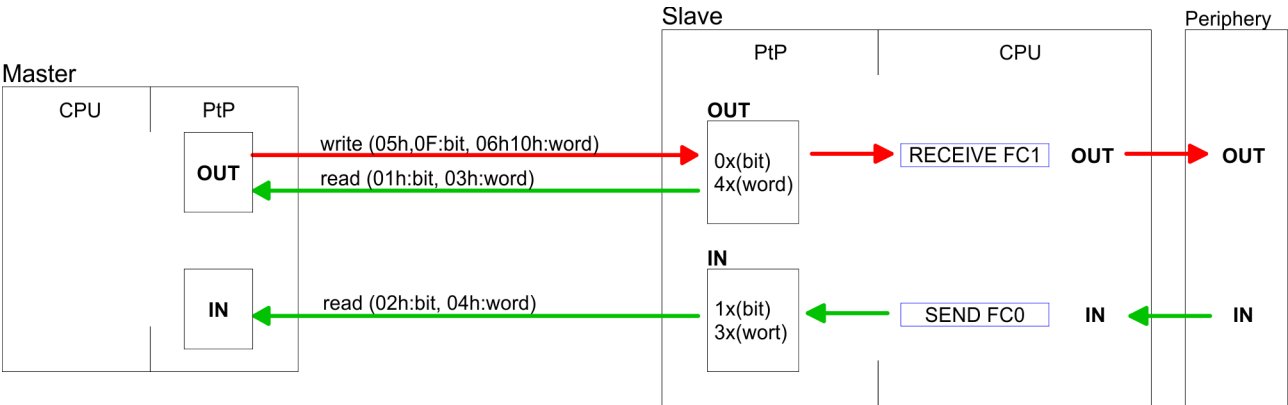 Slave
Periphery
PtP
CPU
Master
CPU
PtP
OUT
write (05h,0F:bit, 06h10h:word)
OUT
0x(bit)
4x(word)
RECEIVE FC1
OUT
OUT
read (01h:bit, 03h:word)
IN
IN
read (02h:bit, 04h:word)
1x(bit)
3x(wort)
SEND FC0
IN
IN